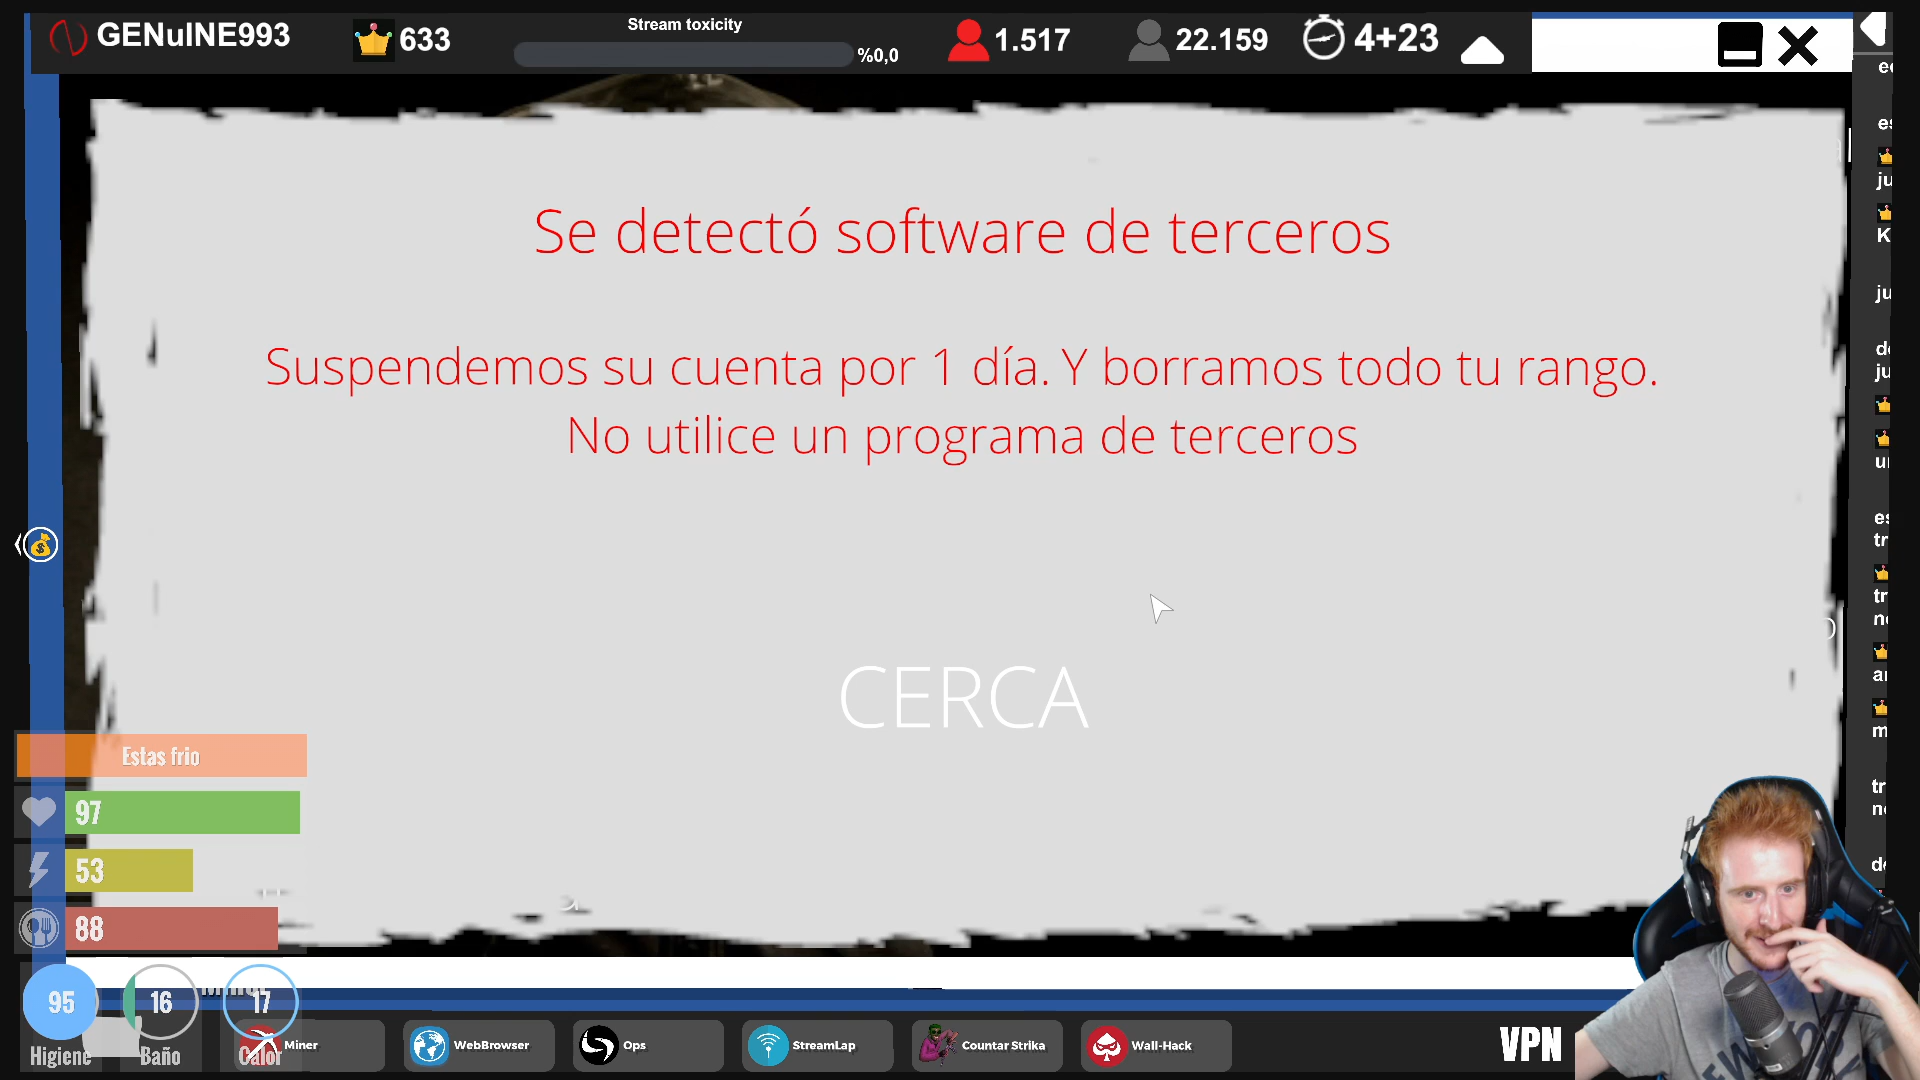 GENuINE993
633
Stream toxicity
%0,0
1.517
22.159
4+23
Se detectó software de terceros
Suspendemos su cuenta por 1 día. Y borramos todo tu rango.
No utilice un programa de terceros
CERCA
Estas frio
97
53
88
95
16
17
Higiene
Baño
Calor
Miner
WebBrowser
Ops
StreamLap
Countar Strika
Wall-Hack
VPN